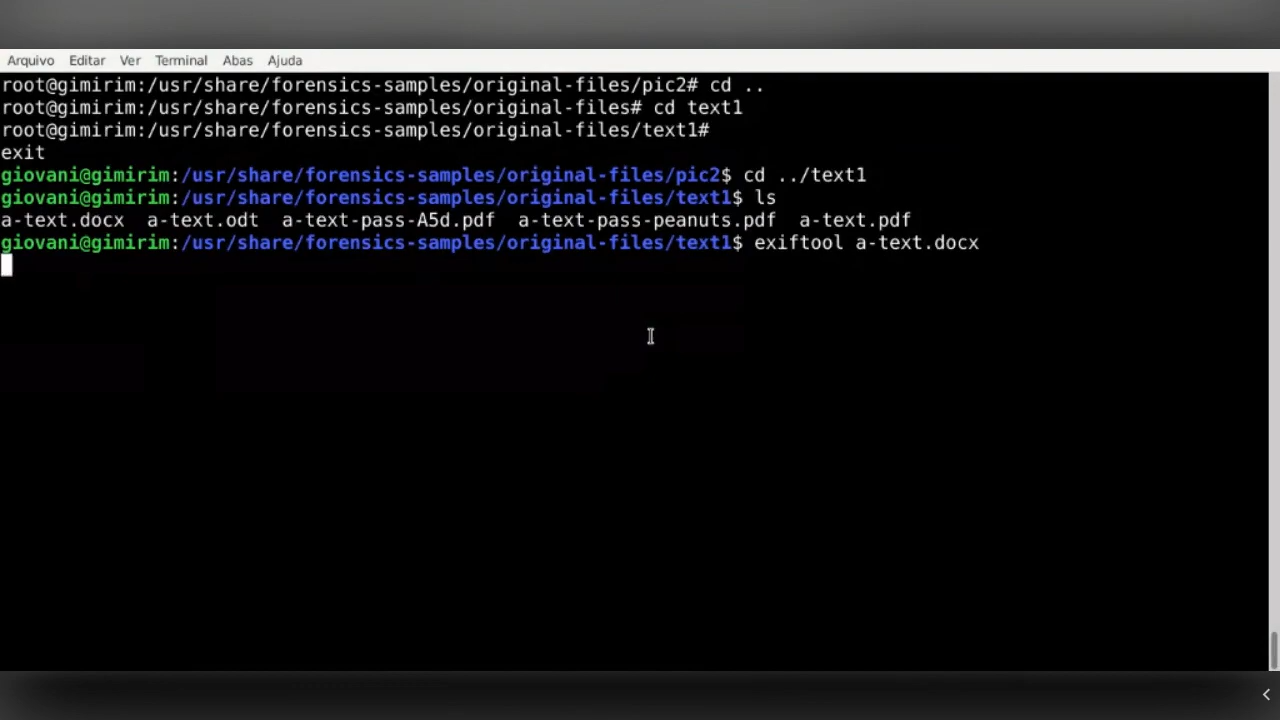 Arquivo Editar Ver Terminal Abas Ajuda
root@gimirim:/usr/share/forensics-samples/original-files/pic2# cd ..
root@gimirim:/usr/share/forensics-samples/original-files# cd text1
root@gimirim:/usr/share/forensics-samples/original-files/text1#
exit
giovani@gimirim:/usr/share/forensics-samples/original-files/pic2$ cd ../text1
giovani@gimirim:/usr/share/forensics-samples/original-files/text1$ ls
a-text.docx  a-text.odt  a-text-pass-A5d.pdf  a-text-pass-peanuts.pdf  a-text.pdf
giovani@gimirim:/usr/share/forensics-samples/original-files/text1$ exiftool a-text.docx